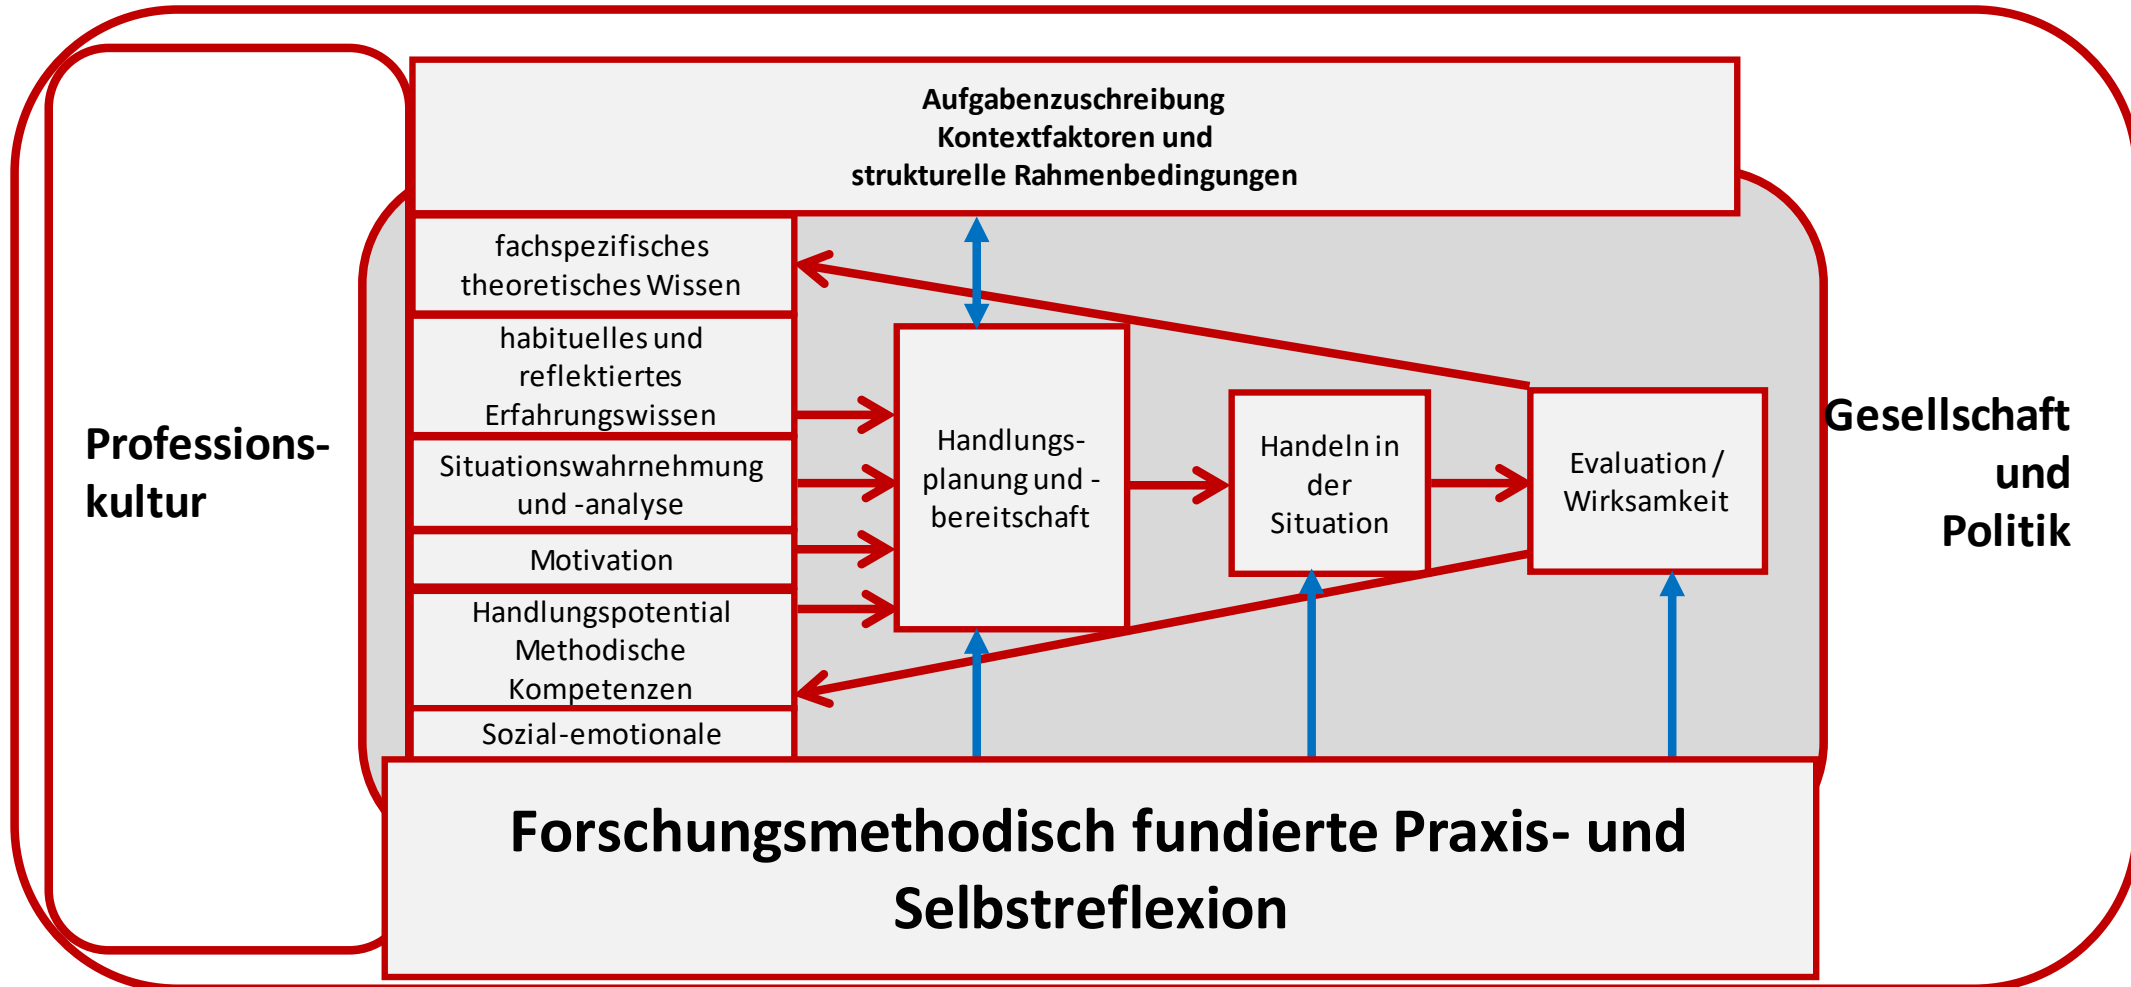 Aufgabenzuschreibung
Kontextfaktoren und
strukturelle Rahmenbedingungen
fachspezifisches
theoretisches Wissen
habituelles und
reflektiertes
Erfahrungswissen
Situationswahrnehmung
und -analyse
Motivation
Handlungspotential
Methodische
Kompetenzen
Sozial-emotionale
Professions-
kultur
Handlungs-
planung und -
bereitschaft
Handeln in
der
Situation
Evaluation /
Wirksamkeit
Gesellschaft
und
Politik
Forschungsmethodisch fundierte Praxis- und
Selbstreflexion